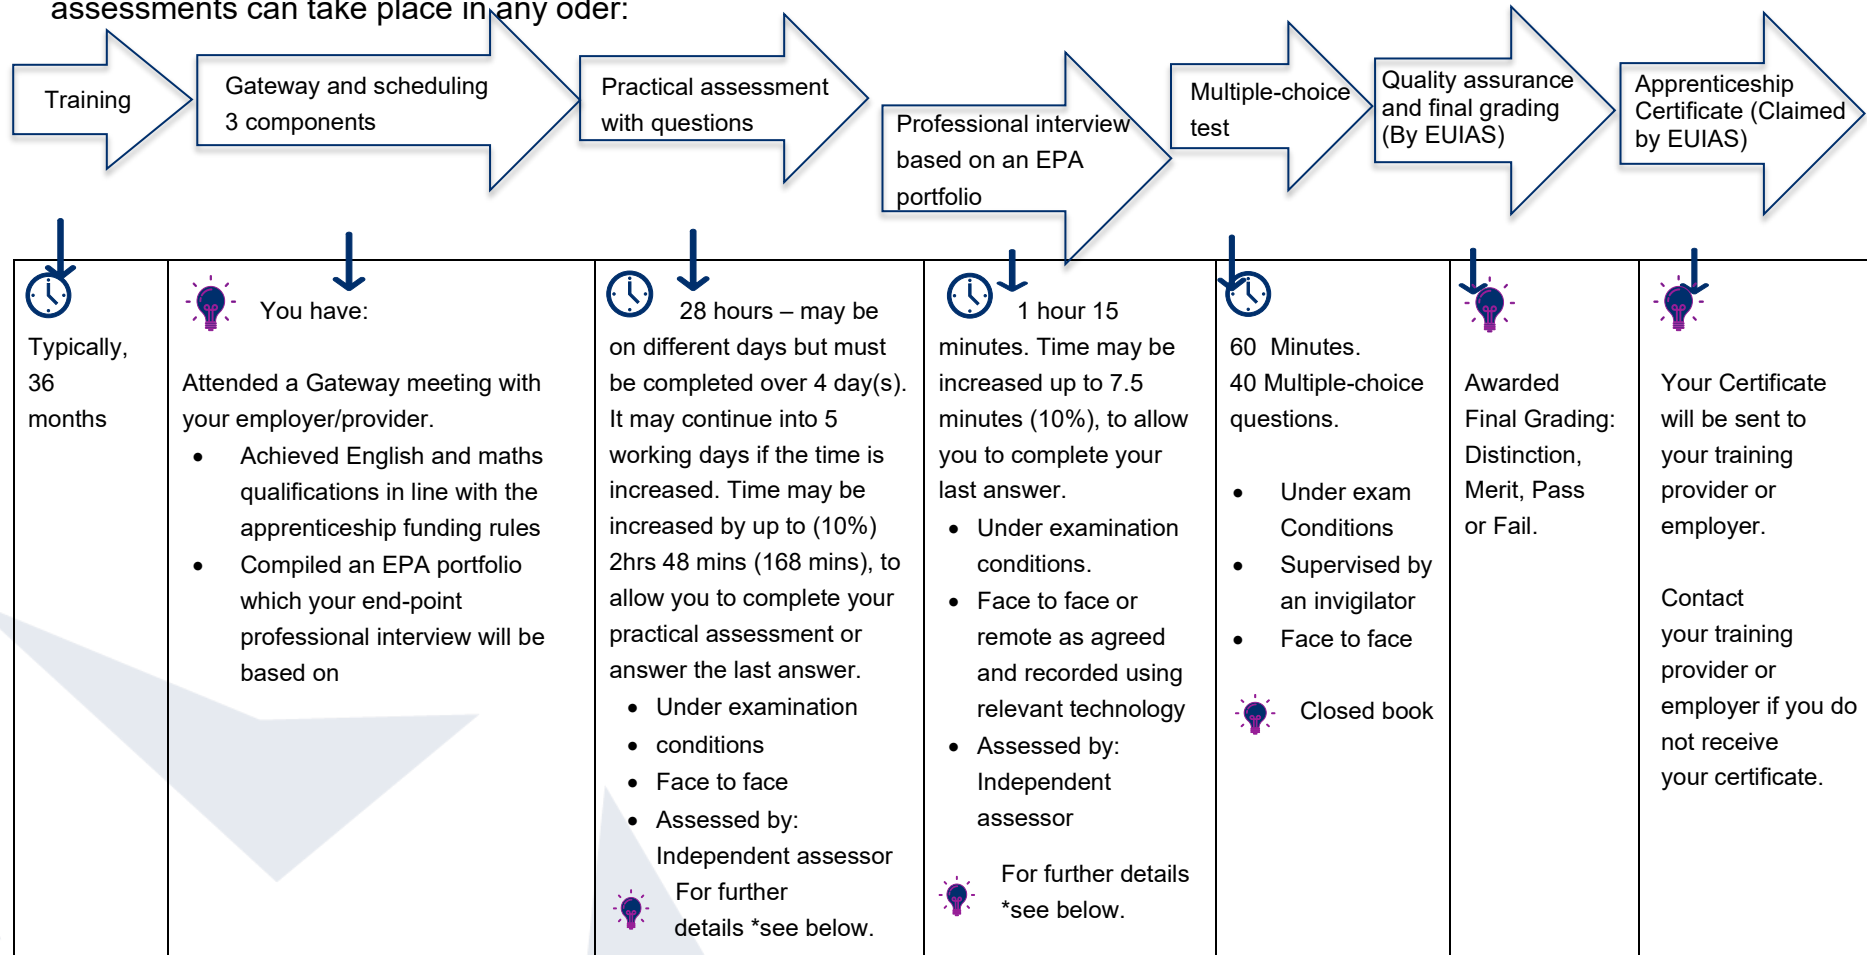 assessments can take place in any oder:
Training
Gateway and scheduling
3 components
Practical assessment
with questions
Professional interview
based on an EPA
portfolio
Multiple-choice
test
Quality assurance
and final grading
(By EUIAS)
Apprenticeship
Certificate (Claimed
by EUIAS)
Typically,
36
months
You have:
Attended a Gateway meeting with
your employer/provider.
• Achieved English and maths
qualifications in line with the
apprenticeship funding rules
• Compiled an EPA portfolio
which your end-point
professional interview will be
based on
28 hours – may be
on different days but must
be completed over 4 day(s).
It may continue into 5
working days if the time is
increased. Time may be
increased by up to (10%)
2hrs 48 mins (168 mins), to
allow you to complete your
practical assessment or
answer the last answer.
• Under examination
• conditions
• Face to face
• Assessed by:
Independent assessor
For further
details *see below.
1 hour 15
minutes. Time may be
increased up to 7.5
minutes (10%), to allow
you to complete your
last answer.
• Under examination
conditions.
• Face to face or
remote as agreed
and recorded using
relevant technology
• Assessed by:
Independent
assessor
For further details
*see below.
60 Minutes.
40 Multiple-choice
questions.
• Under exam
Conditions
• Supervised by
an invigilator
• Face to face
Closed book
Awarded
Final Grading:
Distinction,
Merit, Pass
or Fail.
Your Certificate
will be sent to
your training
provider or
employer.
Contact
your training
provider or
employer if you do
not receive
your certificate.